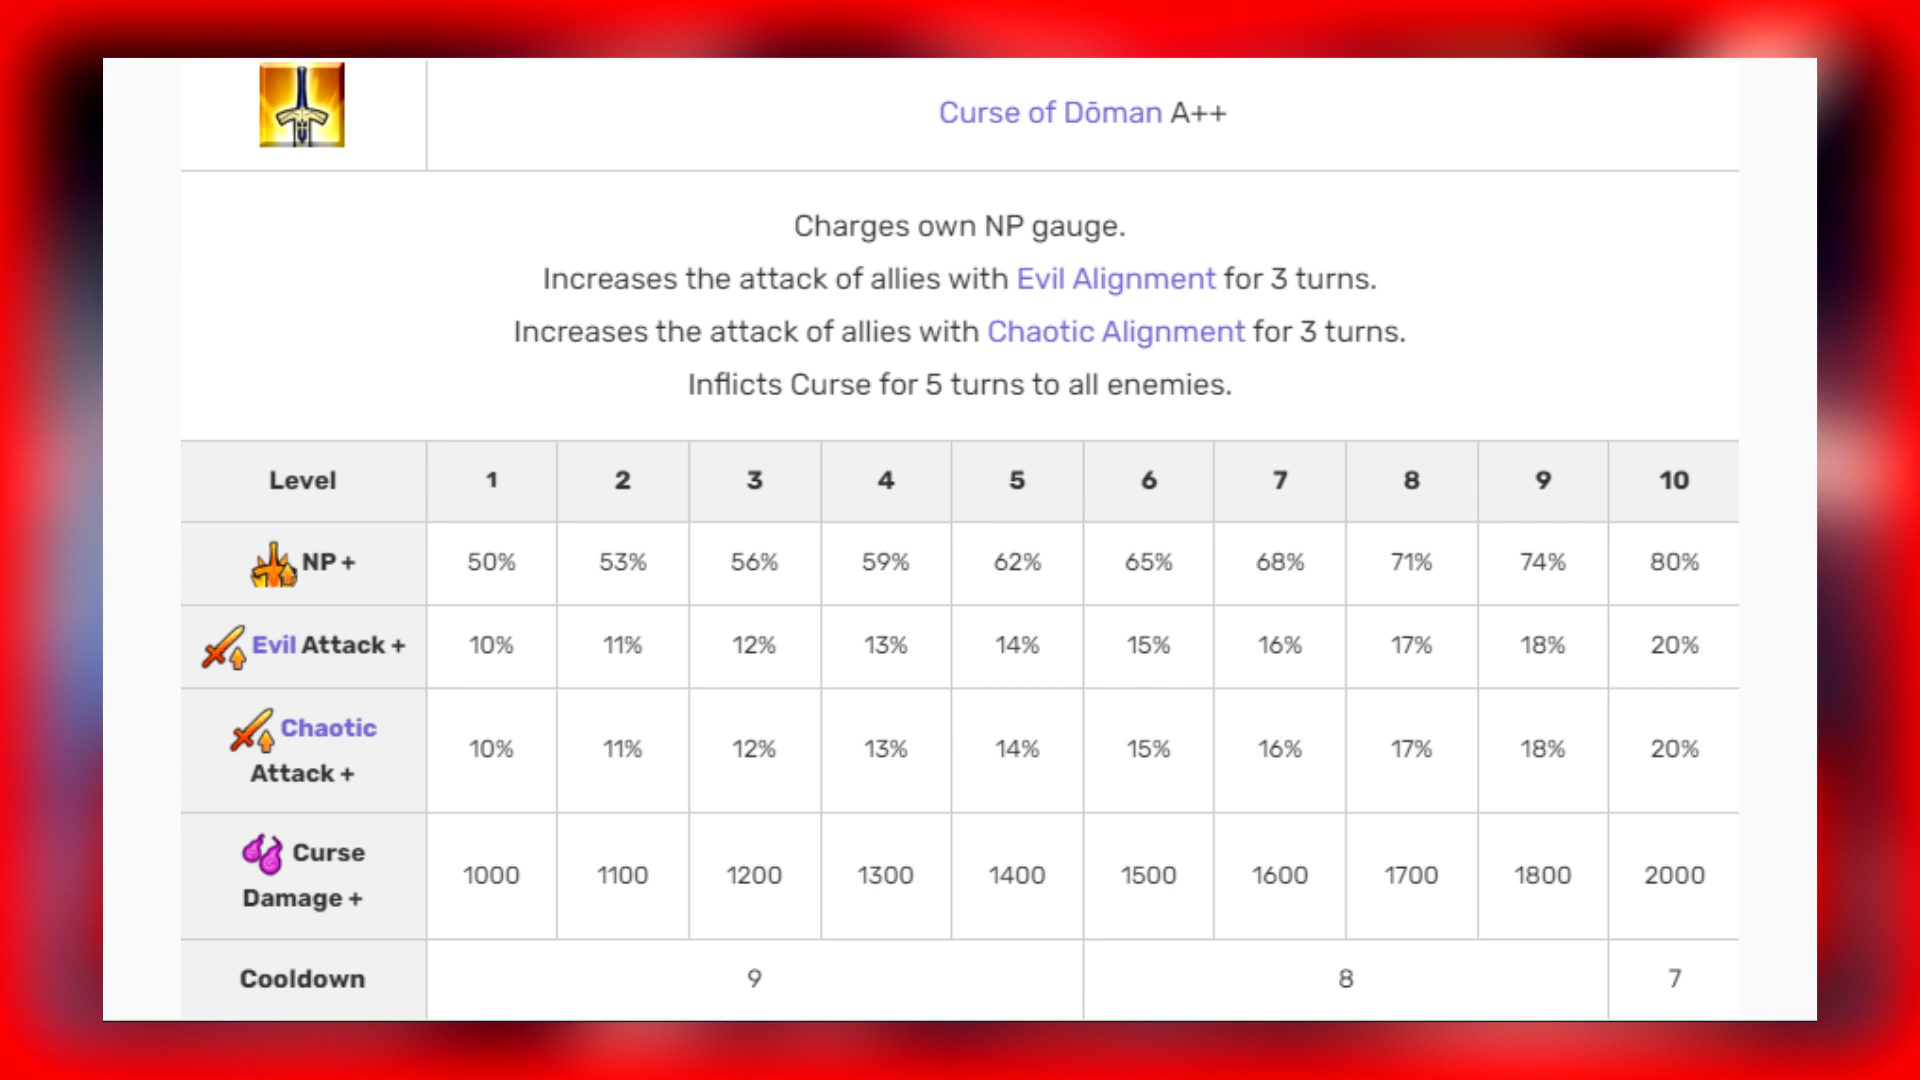 Curse of Dōman A++
Charges own NP gauge.
Increases the attack of allies with Evil Alignment for 3 turns.
Increases the attack of allies with Chaotic Alignment for 3 turns.
Inflicts Curse for 5 turns to all enemies.
Level 1 2 3 4 5 6 7 8 9 10
NP + 50% 53% 56% 59% 62% 65% 68% 71% 74% 80%
Evil Attack + 10% 11% 12% 13% 14% 15% 16% 17% 18% 20%
Chaotic
Attack + 10% 11% 12% 13% 14% 15% 16% 17% 18% 20%
Curse
Damage + 1000 1100 1200 1300 1400 1500 1600 1700 1800 2000
Cooldown 9 8 7